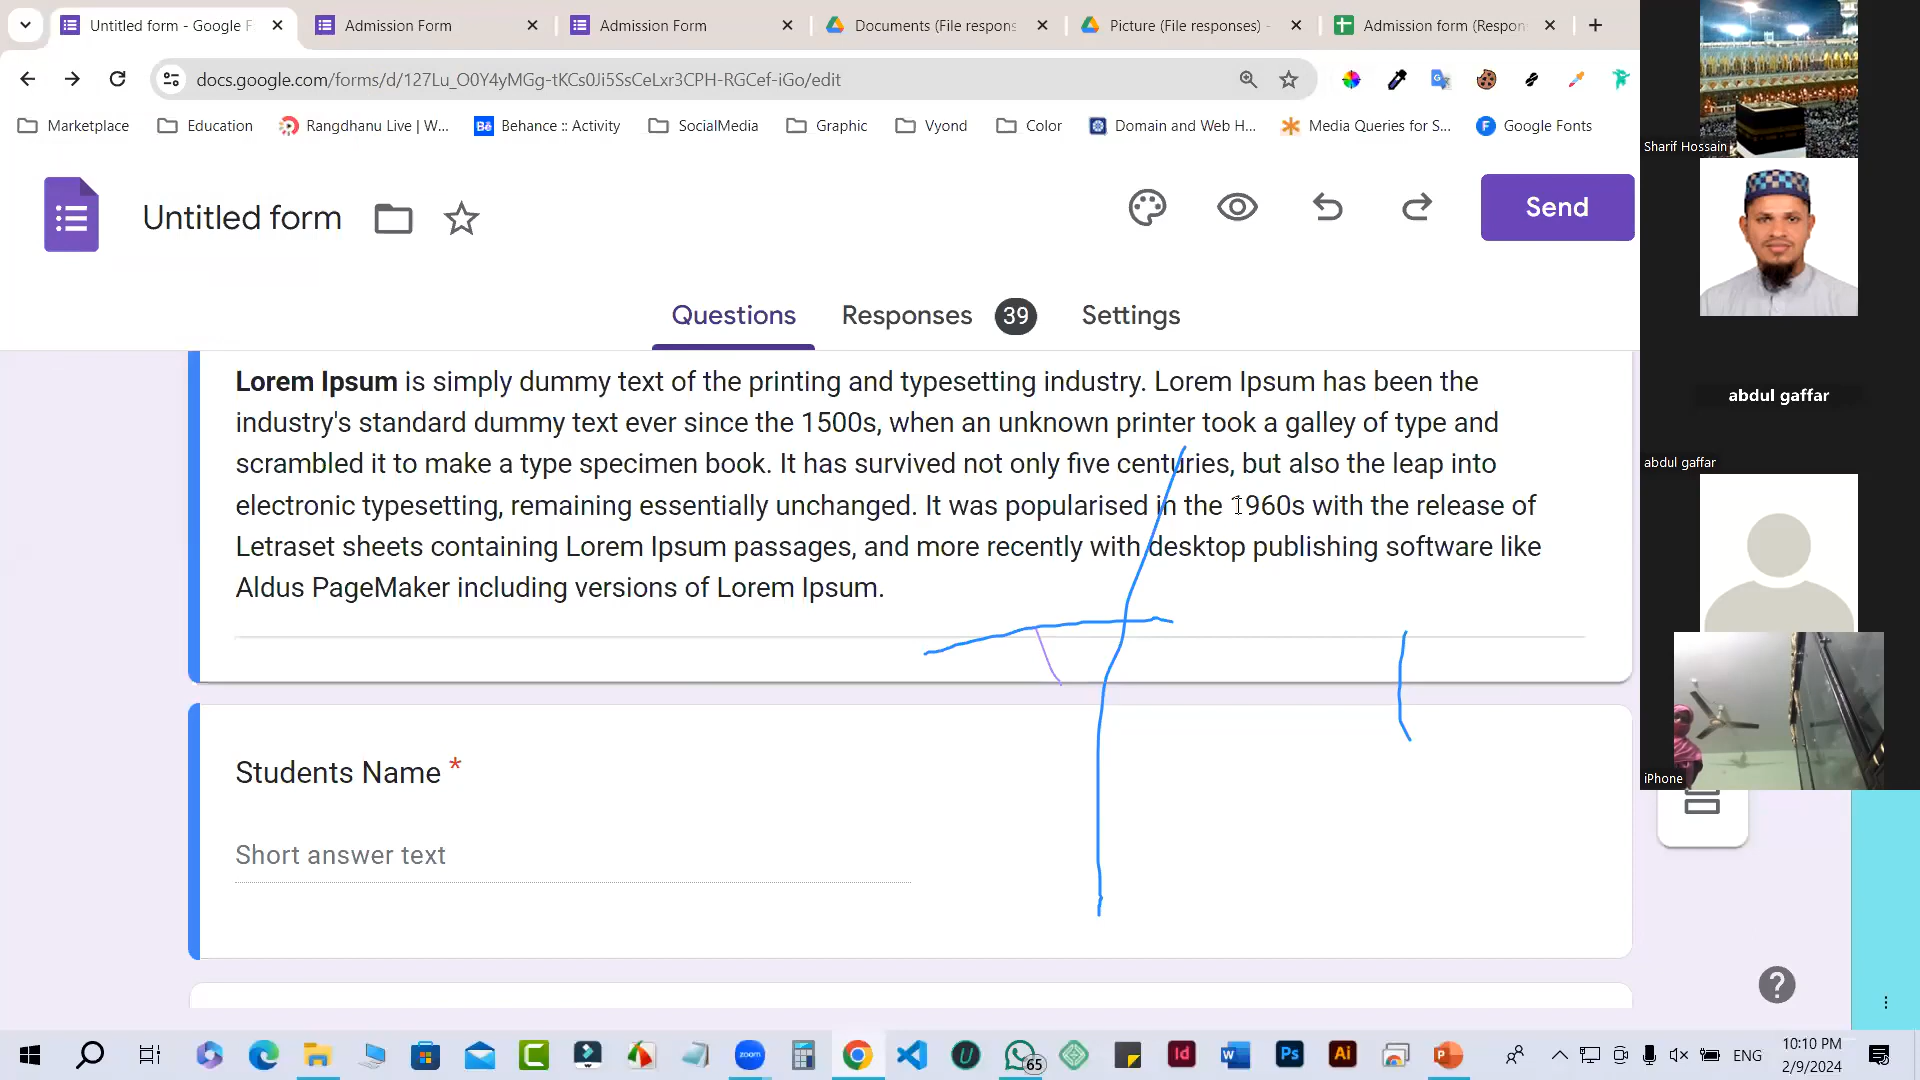 Untitled form - Google F
Admission Form
Admission Form
Documents (File respons
Picture (File responses) -
Admission form (Respon
docs.google.com/forms/d/127Lu_O0Y4yMGg-tKCs0Ji5SsCeLxr3CPH-RGCef-iGo/edit
Marketplace
Education
Rangdhanu Live | W...
Bē
Behance :: Activity
SocialMedia
Graphic
Vyond
Color
Domain and Web H...
Media Queries for S...
F
Google Fonts
Sharif Hossain
Untitled form
Send
Questions
Responses
39
Settings
Lorem Ipsum is simply dummy text of the printing and typesetting industry. Lorem Ipsum has been the
industry's standard dummy text ever since the 1500s, when an unknown printer took a galley of type and
scrambled it to make a type specimen book. It has survived not only five centuries, but also the leap into
electronic typesetting, remaining essentially unchanged. It was popularised in the 1960s with the release of
Letraset sheets containing Lorem Ipsum passages, and more recently with desktop publishing software like
Aldus PageMaker including versions of Lorem Ipsum.
abdul gaffar
abdul gaffar
Students Name *
Short answer text
iPhone
?
zoom
C
U
65
Id
W
Ps
Ai
P
ENG
10:10 PM
2/9/2024